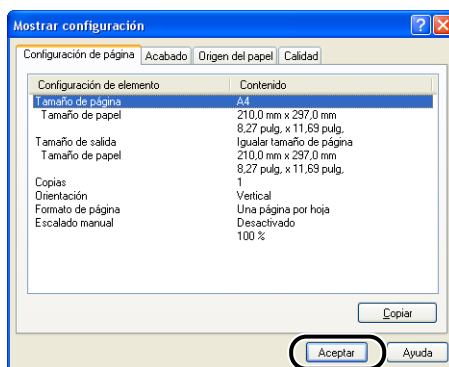 Mostrar configuración
Configuración de página Acabado Origen del papel Calidad
Configuración de elemento Contenido
Tamaño de página A4
Tamaño de papel 210,0 mm x 297,0 mm
8,27 pulg, x 11,69 pulg,
Tamaño de salida Igualar tamaño de página
Tamaño de papel 210,0 mm x 297,0 mm
8,27 pulg, x 11,69 pulg,
Copias 1
Orientación Vertical
Formato de página Una página por hoja
Escalado manual Desactivado
100 %
Copiar
Aceptar Ayuda